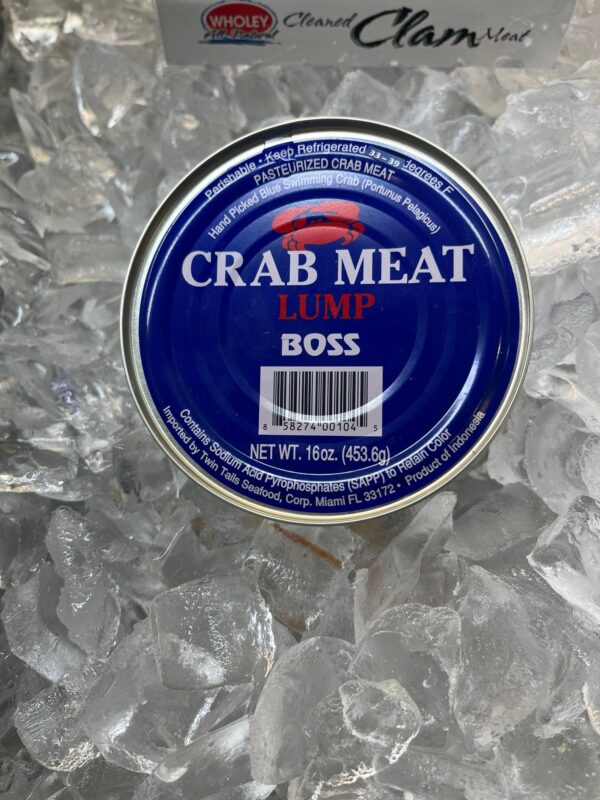 WHOLEY
All Natural
Cleaned Clam Meat
Perishable • Keep Refrigerated 33-39 degrees F
PASTEURIZED CRAB MEAT
Hand Picked Blue Swimming Crab (Portunus Pelagicus)
CRAB MEAT
LUMP
BOSS
8 58274 00104 5
NET WT. 16oz. (453.6g)
Contains Sodium Acid Pyrophosphates (SAPP) to Retain Color
Imported by Twin Tails Seafood, Corp. Miami FL 33172 • Product of Indonesia